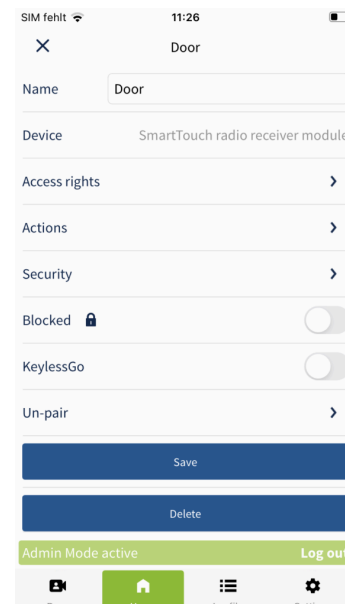 SIM fehlt 11:26
Door
Name Door
Device SmartTouch radio receiver module
Access rights
Actions
Security
Blocked
KeylessGo
Un-pair
Save
Delete
Admin Mode active Log out